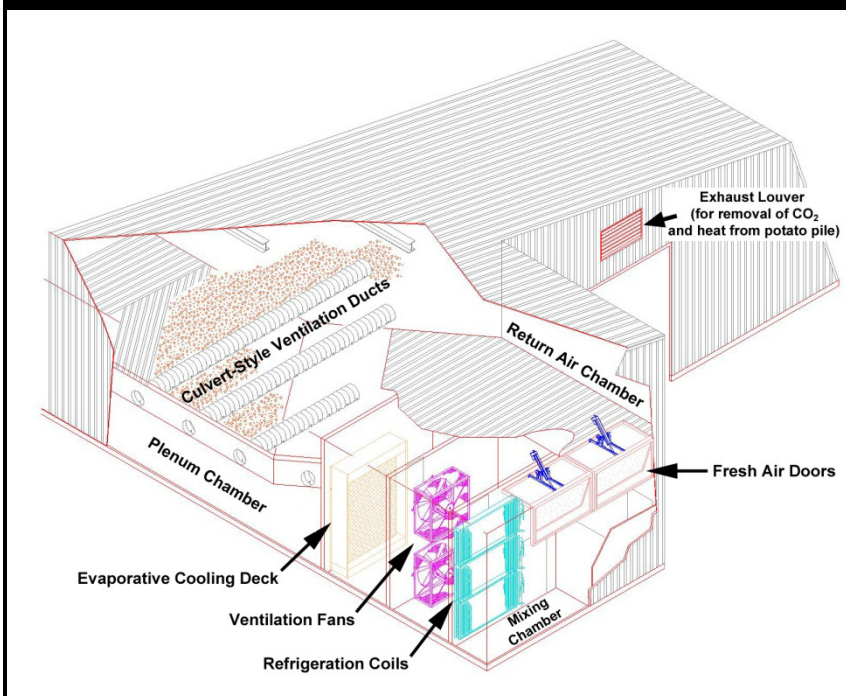 Exhaust Louver
(for removal of CO₂
and heat from potato pile)
Culvert-Style Ventilation Ducts
Return Air Chamber
Plenum Chamber
Fresh Air Doors
Evaporative Cooling Deck
Ventilation Fans
Mixing
Chamber
Refrigeration Coils